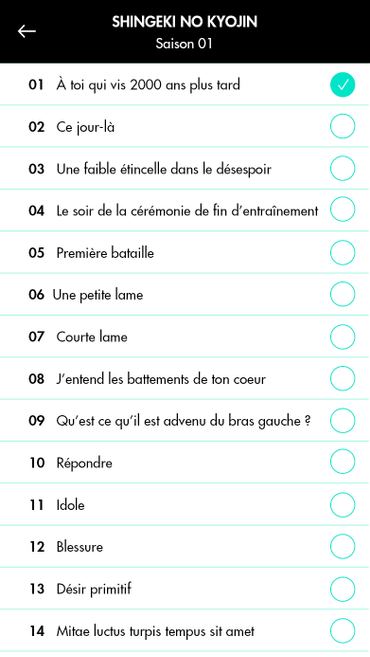 SHINGEKI NO KYOJIN
Saison 01
01 À toi qui vis 2000 ans plus tard
02 Ce jour-là
03 Une faible étincelle dans le désespoir
04 Le soir de la cérémonie de fin d’entraînement
05 Première bataille
06 Une petite lame
07 Courte lame
08 J’entend les battements de ton coeur
09 Qu’est ce qu’il est advenu du bras gauche ?
10 Répondre
11 Idole
12 Blessure
13 Désir primitif
14 Mitae luctus turpis tempus sit amet